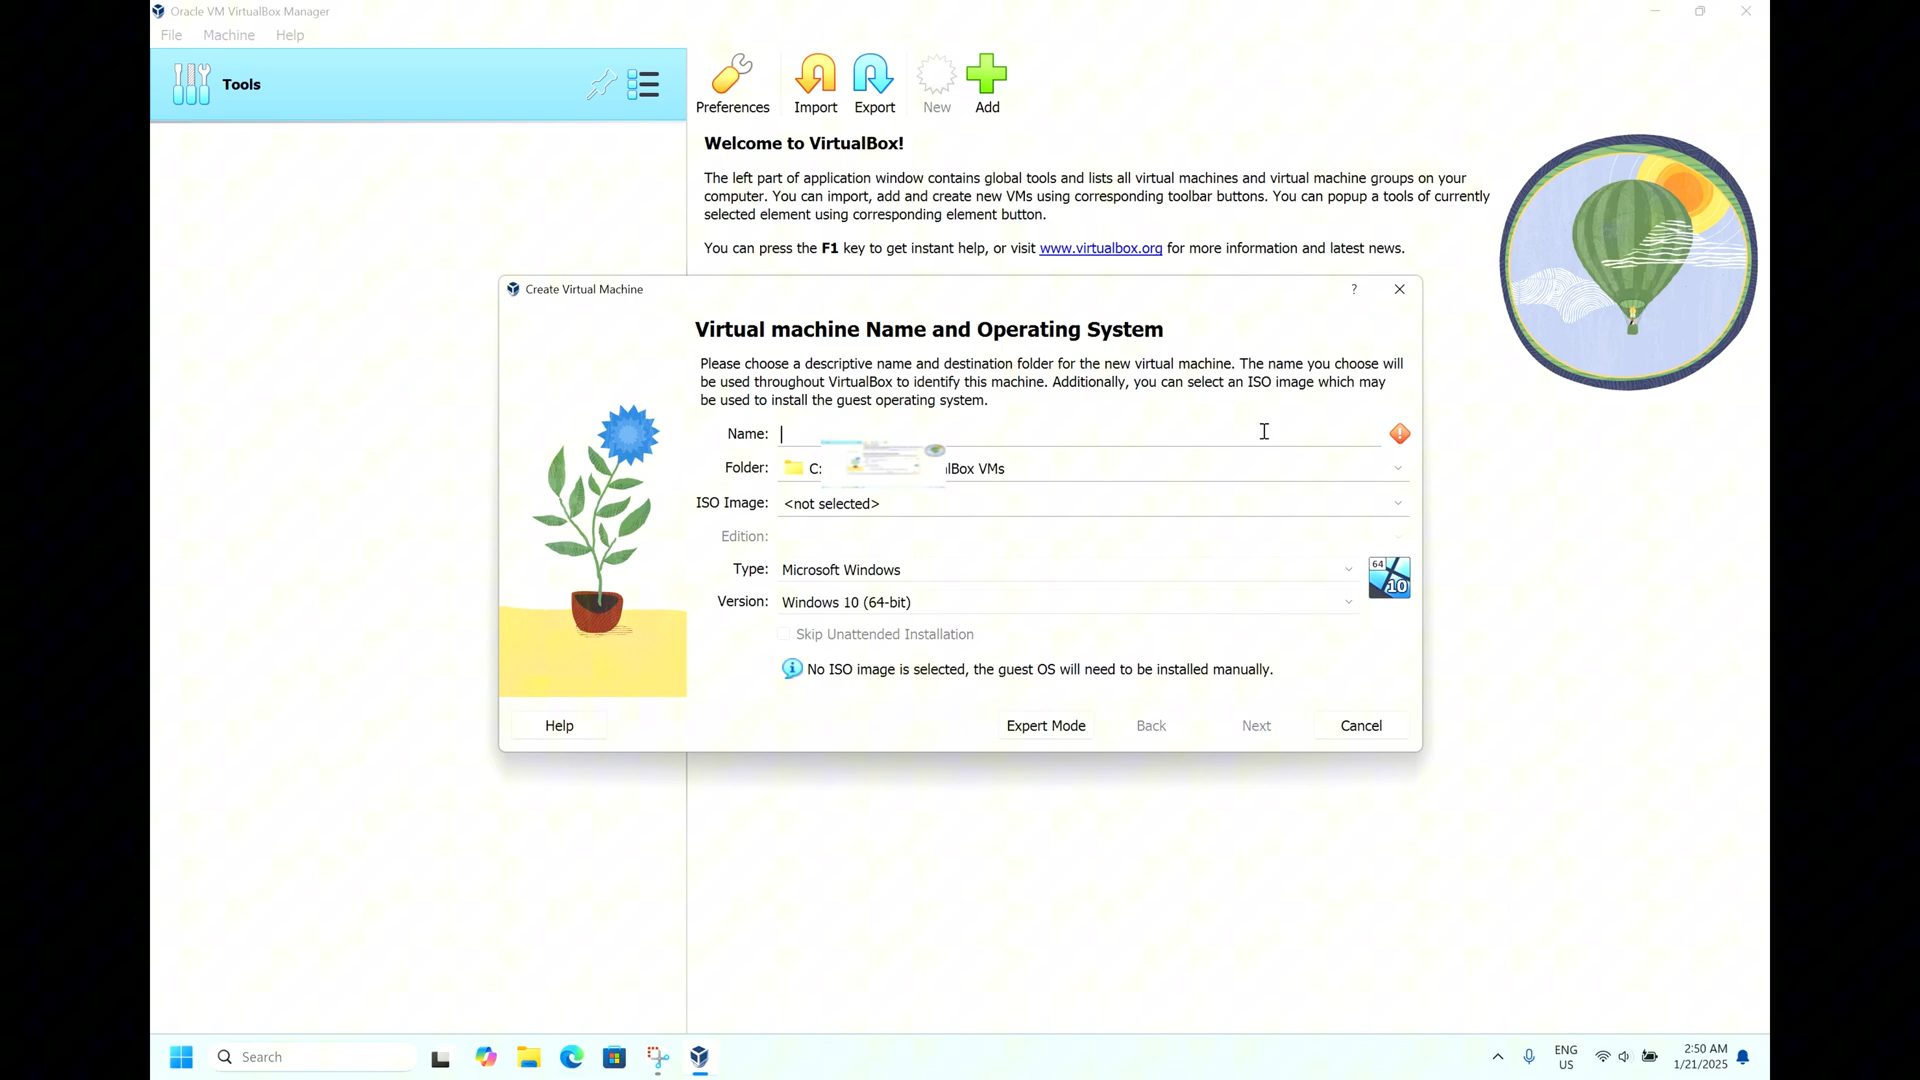 Oracle VM VirtualBox Manager
File Machine Help
Tools
Preferences Import Export New Add
Welcome to VirtualBox!
The left part of application window contains global tools and lists all virtual machines and virtual machine groups on your
computer. You can import, add and create new VMs using corresponding toolbar buttons. You can popup a tools of currently
selected element using corresponding element button.
You can press the F1 key to get instant help, or visit www.virtualbox.org for more information and latest news.
Create Virtual Machine
?
Virtual machine Name and Operating System
Please choose a descriptive name and destination folder for the new virtual machine. The name you choose will
be used throughout VirtualBox to identify this machine. Additionally, you can select an ISO image which may
be used to install the guest operating system.
Name:
Folder: C: lBox VMs
ISO Image: <not selected>
Edition:
Type: Microsoft Windows
64
10
Version: Windows 10 (64-bit)
Skip Unattended Installation
No ISO image is selected, the guest OS will need to be installed manually.
Help Expert Mode Back Next Cancel
Search
ENG
US
2:50 AM
1/21/2025